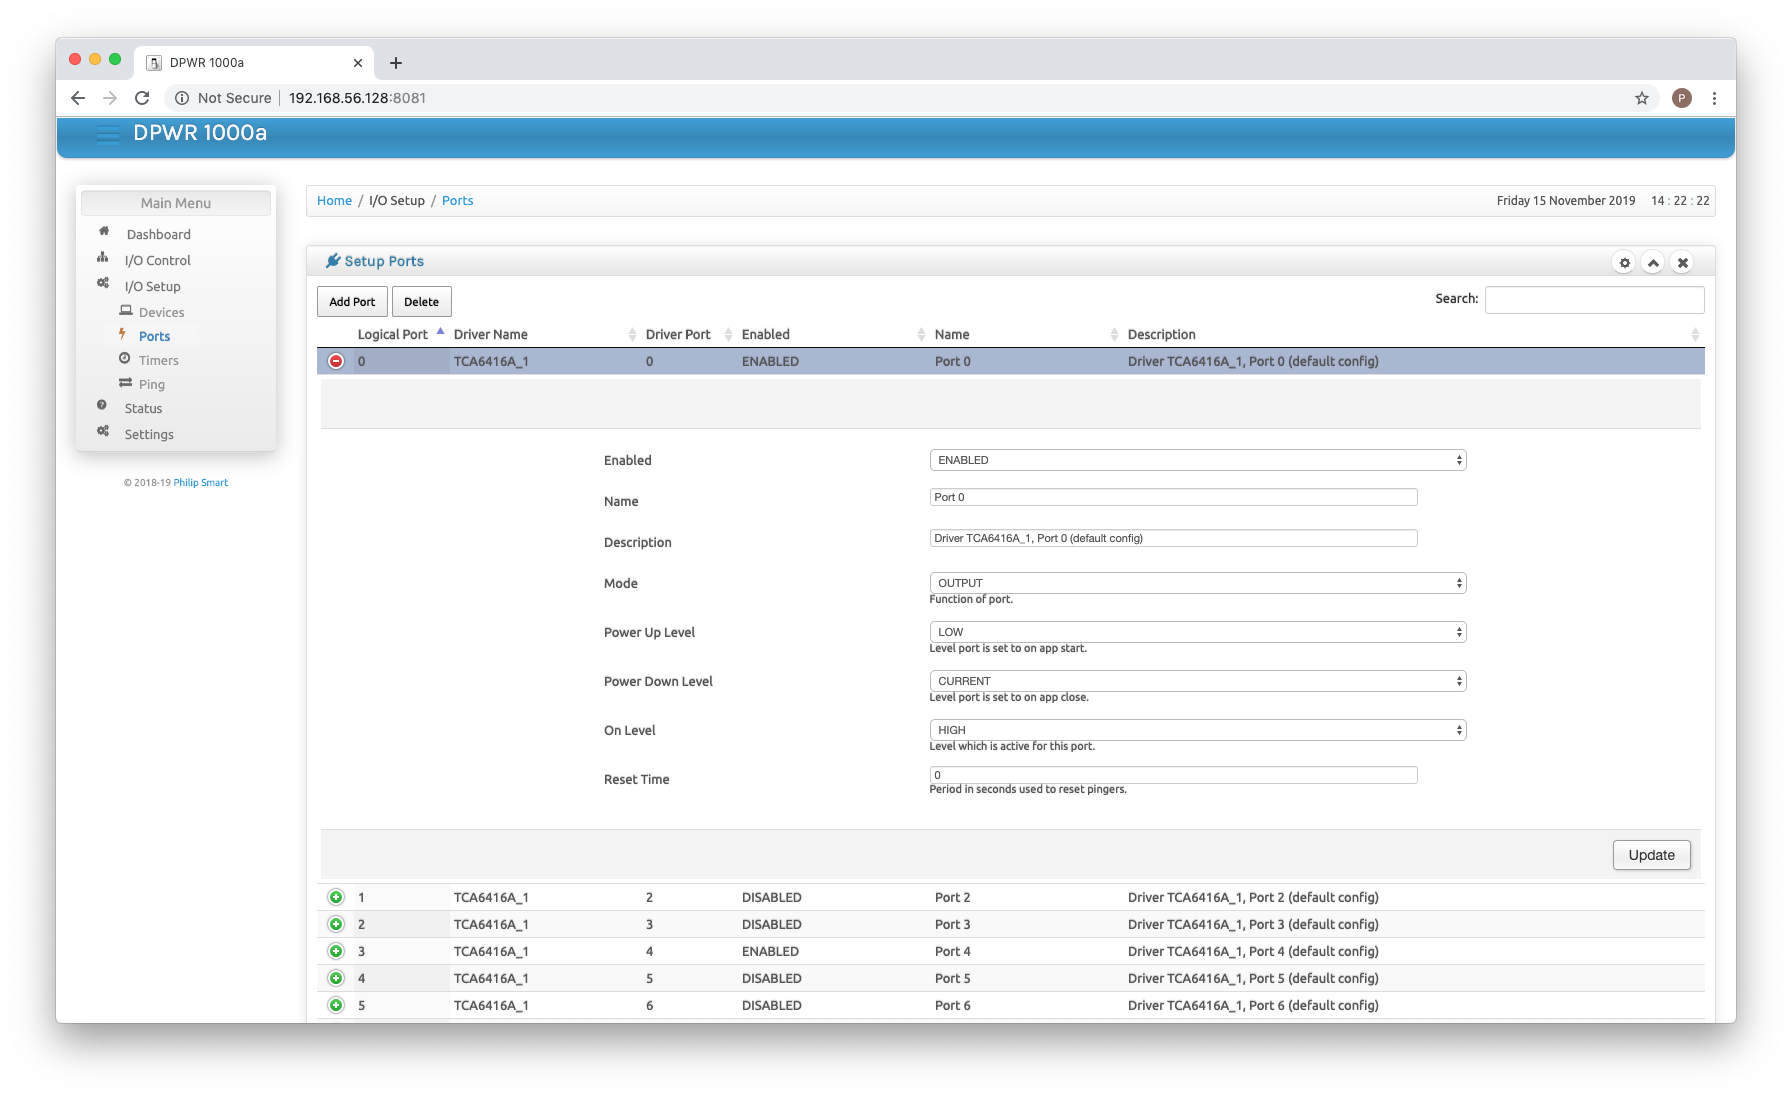 DPWR 1000a
Not Secure 192.168.56.128:8081
P
DPWR 1000a
Main Menu
Dashboard
I/O Control
I/O Setup
Devices
Ports
Timers
Ping
Status
Settings
© 2018-19 Philip Smart
Home / I/O Setup / Ports
Friday 15 November 2019 14 : 22 : 22
Setup Ports
Add Port Delete
Search:
Logical Port Driver Name Driver Port Enabled Name Description
0 TCA6416A_1 0 ENABLED Port 0 Driver TCA6416A_1, Port 0 (default config)
Enabled ENABLED
Name Port 0
Description Driver TCA6416A_1, Port 0 (default config)
Mode OUTPUT
Function of port.
Power Up Level LOW
Level port is set to on app start.
Power Down Level CURRENT
Level port is set to on app close.
On Level HIGH
Level which is active for this port.
Reset Time 0
Period in seconds used to reset pingers.
Update
1 TCA6416A_1 2 DISABLED Port 2 Driver TCA6416A_1, Port 2 (default config)
2 TCA6416A_1 3 DISABLED Port 3 Driver TCA6416A_1, Port 3 (default config)
3 TCA6416A_1 4 ENABLED Port 4 Driver TCA6416A_1, Port 4 (default config)
4 TCA6416A_1 5 DISABLED Port 5 Driver TCA6416A_1, Port 5 (default config)
5 TCA6416A_1 6 DISABLED Port 6 Driver TCA6416A_1, Port 6 (default config)